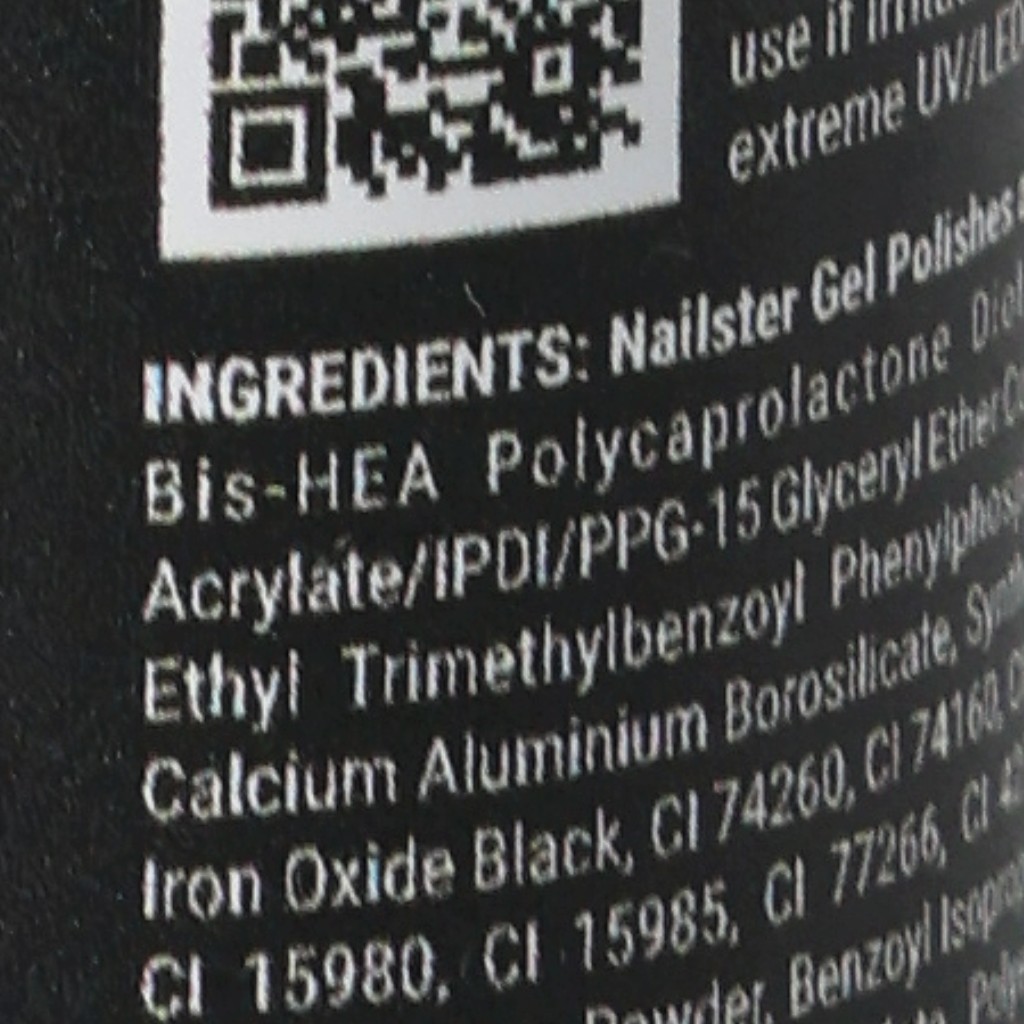 use if
extreme UV/LED
INGREDIENTS: Nailster Gel Polishes
Bis-HEA Polycaprolactone
Acrylate/IPDI/PPG-15 Glyceryl Ether
Ethyl Trimethylbenzoyl
Calcium Aluminium Borosilicate,
Iron Oxide Black, CI 74260, CI 74160,
CI 15980, CI 15985, CI 77266, CI
Powder, Benzoyl